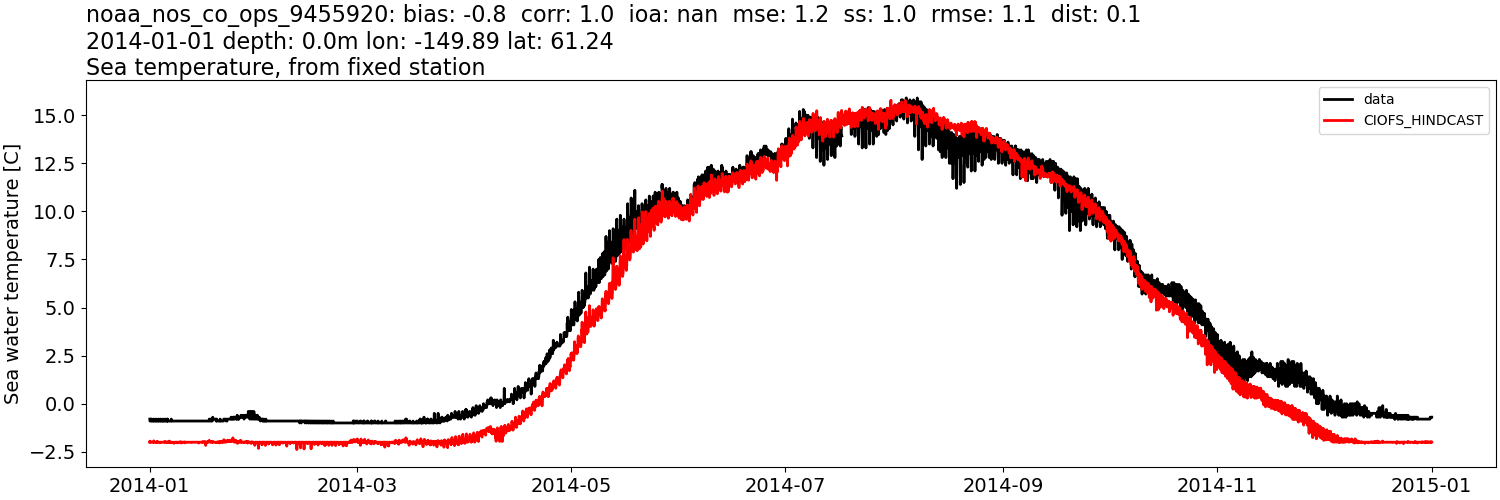 noaa_nos_co_ops_9455920: bias: -0.8  corr: 1.0  ioa: nan  mse: 1.2  ss: 1.0  rmse: 1.1  dist: 0.1
2014-01-01 depth: 0.0m lon: -149.89 lat: 61.24
Sea temperature, from fixed station
data
CIOFS_HINDCAST
Sea water temperature [C]
15.0
12.5
10.0
7.5
5.0
2.5
0.0
−2.5
2014-01
2014-03
2014-05
2014-07
2014-09
2014-11
2015-01